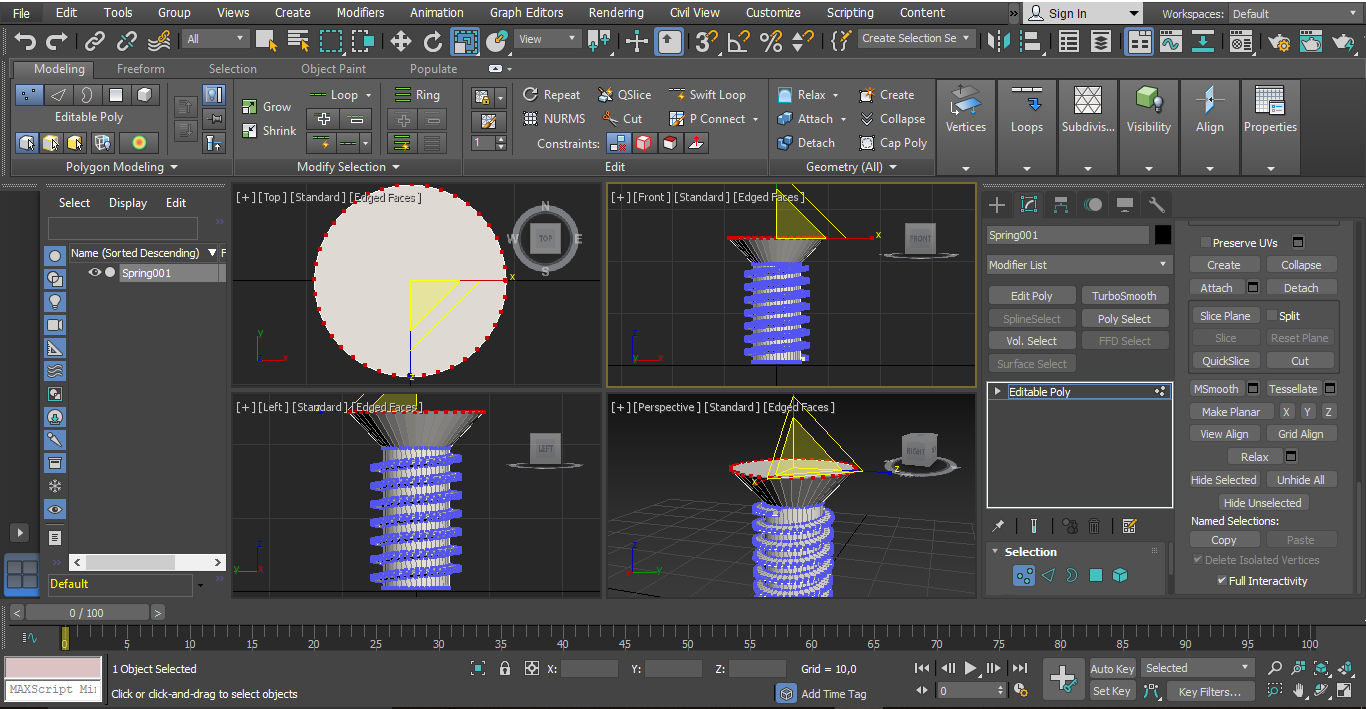 File Edit Tools Group Views Create Modifiers Animation Graph Editors Rendering Civil View Customize Scripting Content » Sign In Workspaces: Default
All View 3 Create Selection Se
Modeling Freeform Selection Object Paint Populate
Loop Ring Repeat QSlice Swift Loop Relax Create
Grow
Editable Poly NURMS Cut P Connect Attach Collapse Vertices Loops Subdivis... Visibility Align Properties
Shrink
1 Constraints: Detach Cap Poly
Polygon Modeling Modify Selection Edit Geometry (All)
Select Display Edit
Name (Sorted Descending) F
Spring001
Default
[+] [Top] [Standard] [Edged Faces]
N
W TOP E
S
x
y
z
x
[+] [Front] [Standard] [Edged Faces]
x
FRONT
z
y x
[+] [Left] [Standard] [Edged Faces]
LEFT
z
y x
[+] [Perspective] [Standard] [Edged Faces]
RIGHT
z
x
z
x y
Spring001
Modifier List
Edit Poly TurboSmooth
SplineSelect Poly Select
Vol. Select FFD Select
Surface Select
Editable Poly
Selection
Preserve UVs
Create Collapse
Attach Detach
Slice Plane Split
Slice Reset Plane
QuickSlice Cut
MSmooth Tessellate
Make Planar X Y Z
View Align Grid Align
Relax
Hide Selected Unhide All
Hide Unselected
Named Selections:
Copy Paste
Delete Isolated Vertices
Full Interactivity
< 0 / 100 >
0 5 10 15 20 25 30 35 40 45 50 55 60 65 70 75 80 85 90 95 100
1 Object Selected X: Y: Z: Grid = 10,0 Auto Key Selected
MAXScript Mi
Click or click-and-drag to select objects Add Time Tag 0 Set Key Key Filters...